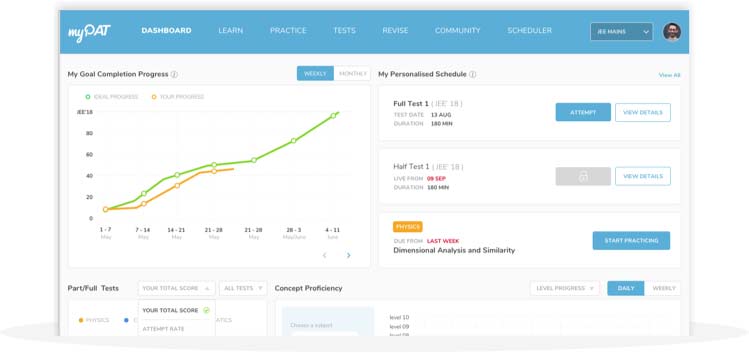 myPAT
DASHBOARD LEARN PRACTICE TESTS REVISE COMMUNITY SCHEDULER JEE MAINS
My Goal Completion Progress WEEKLY MONTHLY
IDEAL PROGRESS YOUR PROGRESS
JEE'18
80
60
40
20
0
1 - 7 7 - 14 14 - 21 21 - 28 21 - 28 28 - 3 4 - 11
May May May May May May/June June
My Personalised Schedule View All
Full Test 1 ( JEE' 18 )
TEST DATE 13 AUG
DURATION 180 MIN
ATTEMPT VIEW DETAILS
Half Test 1 ( JEE' 18 )
LIVE FROM 09 SEP
DURATION 180 MIN
VIEW DETAILS
PHYSICS
DUE FROM LAST WEEK
Dimensional Analysis and Similarity
START PRACTICING
Part/Full Tests YOUR TOTAL SCORE ALL TESTS
PHYSICS C ATICS
YOUR TOTAL SCORE
ATTEMPT RATE
Concept Proficiency LEVEL PROGRESS DAILY WEEKLY
Choose a subject
level 10
level 09
level 08